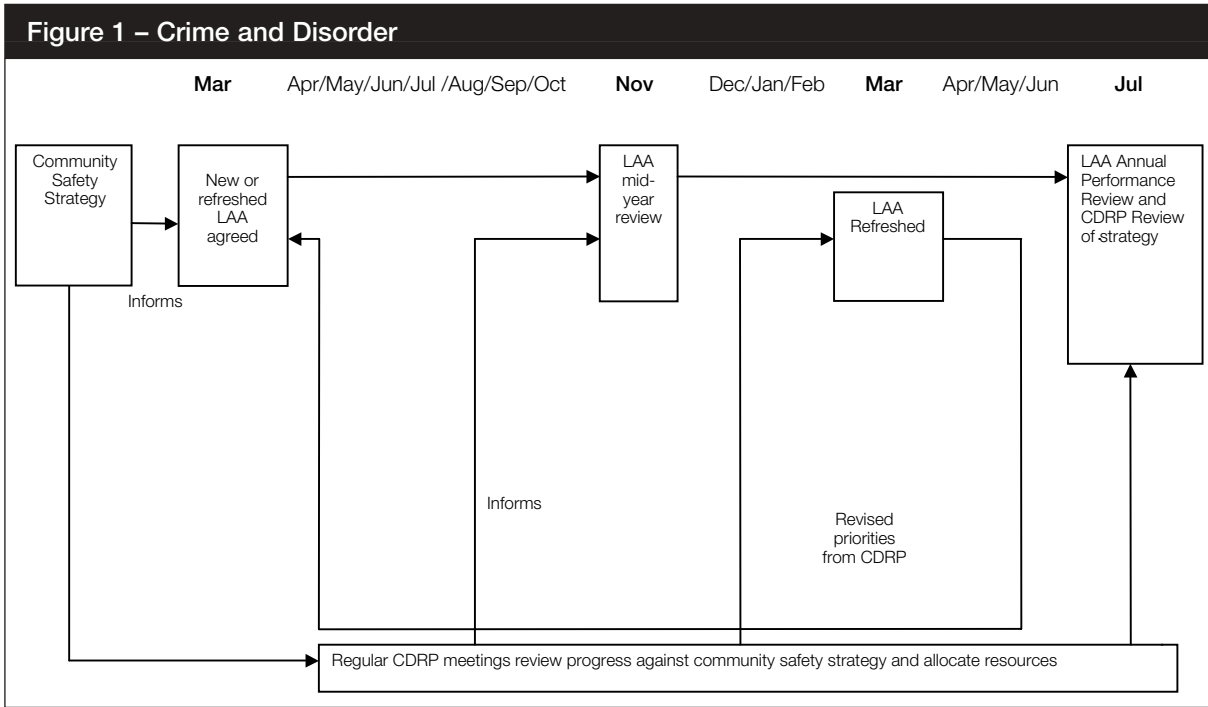 Figure 1 – Crime and Disorder
Mar Apr/May/Jun/Jul /Aug/Sep/Oct Nov Dec/Jan/Feb Mar Apr/May/Jun Jul
Community
Safety
Strategy
New or
refreshed
LAA
agreed
LAA
mid-
year
review
LAA
Refreshed
LAA Annual
Performance
Review and
CDRP Review
of strategy
Informs
Informs
Revised
priorities
from CDRP
Regular CDRP meetings review progress against community safety strategy and allocate resources